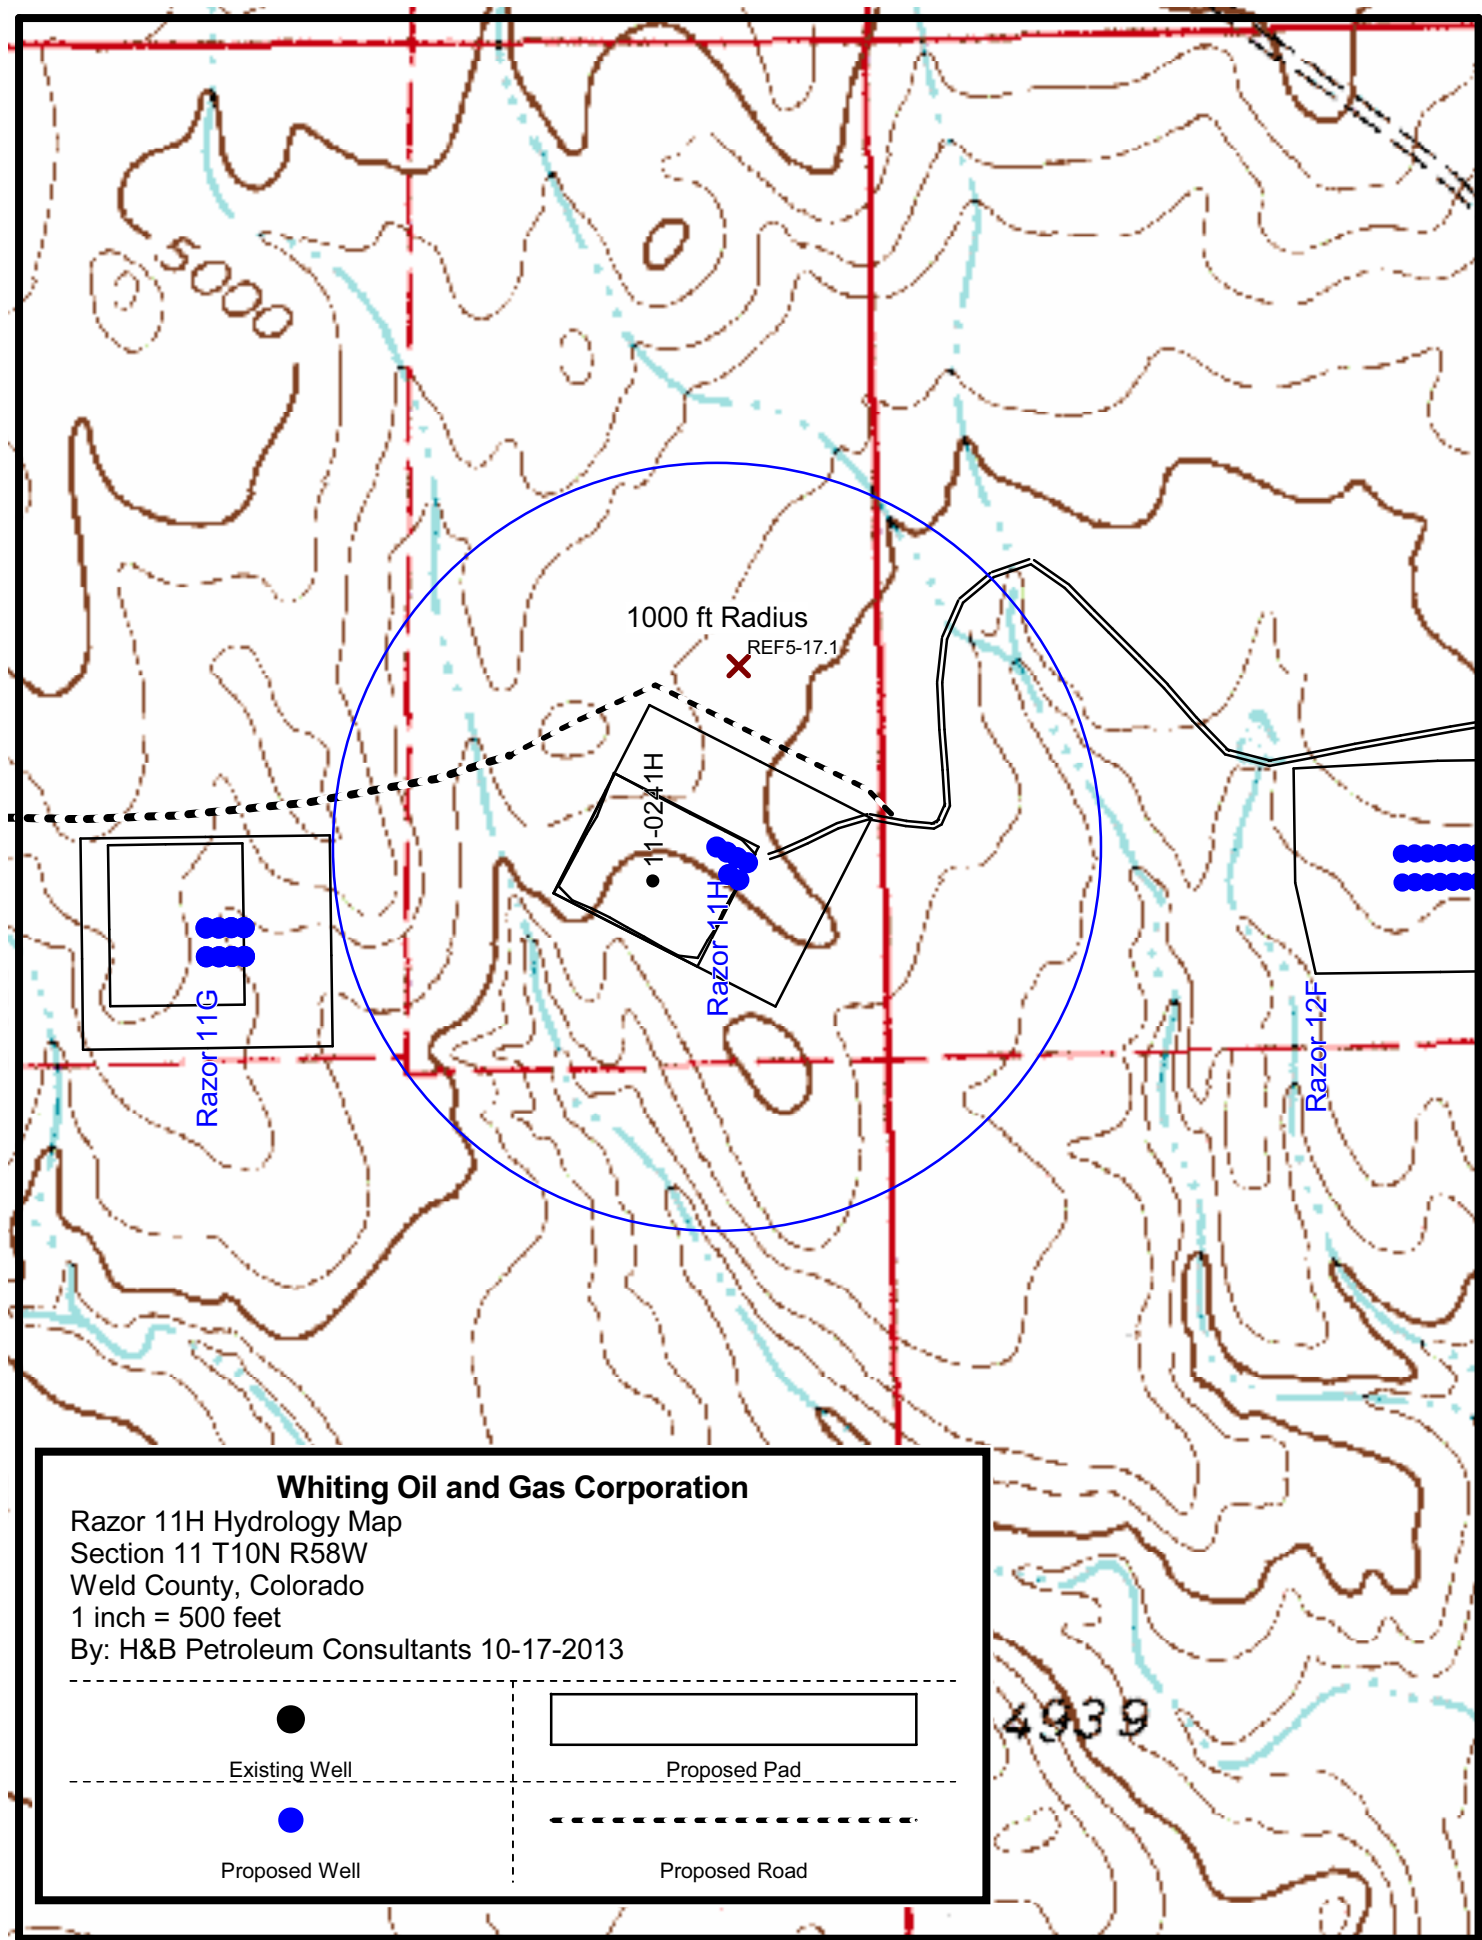 5000
1000 ft Radius
REF5-17.1
11-0241H
Razor 11H
Razor 11G
Razor 12F
Whiting Oil and Gas Corporation
Razor 11H Hydrology Map
Section 11 T10N R58W
Weld County, Colorado
1 inch = 500 feet
By: H&B Petroleum Consultants 10-17-2013
Existing Well
Proposed Pad
Proposed Well
Proposed Road
4939